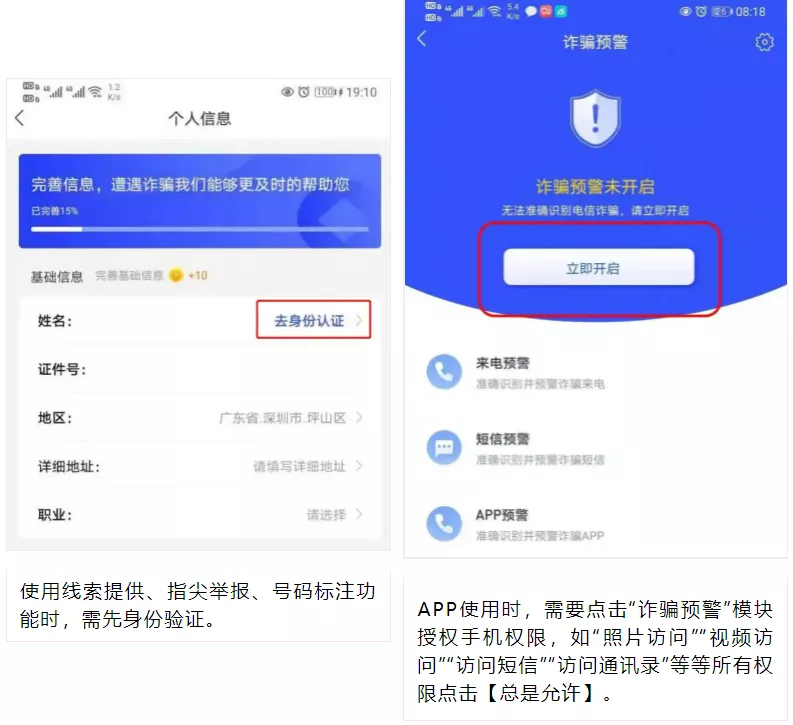 1.2
K/s
100
19:10
个人信息
完善信息，遭遇诈骗我们能够更及时的帮助您
已完善15%
基础信息 完善基础信息 +10
姓名： 去身份认证
证件号：
地区： 广东省.深圳市.坪山区
详细地址： 请填写详细地址
职业： 请选择
使用线索提供、指尖举报、号码标注功
能时，需先身份验证。
5.4
K/s
08:18
诈骗预警
诈骗预警未开启
无法准确识别电信诈骗，请立即开启
立即开启
来电预警
准确识别并预警诈骗来电
短信预警
准确识别并预警诈骗短信
APP预警
准确识别并预警诈骗APP
APP使用时，需要点击“诈骗预警”模块
授权手机权限，如“照片访问”“视频访
问”“访问短信”“访问通讯录”等等所有权
限点击【总是允许】。